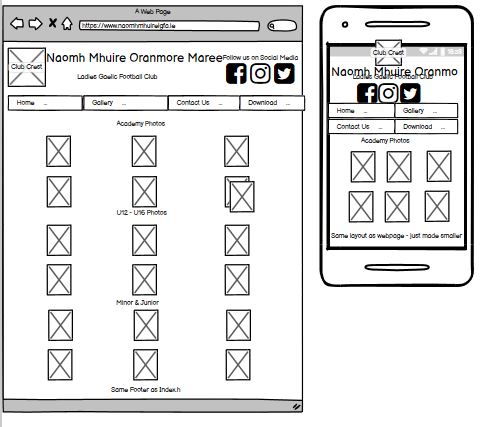 A Web Page
https://www.naomhmhuirelgfc.ie
Club Crest
Naomh Mhuire Oranmore Maree
Follow us on Social Media
Ladies Gaelic Football Club
Home ...
Gallery ...
Contact Us ...
Download ...
Academy Photos
U12 - U16 Photos
Minor & Junior
Same Footer as Index.h
Club Crest
Naomh Mhuire Oranmo
Ladies Gaelic Football Club
Home ...
Gallery ...
Contact Us ...
Download ...
Academy Photos
Same layout as webpage - just made smaller